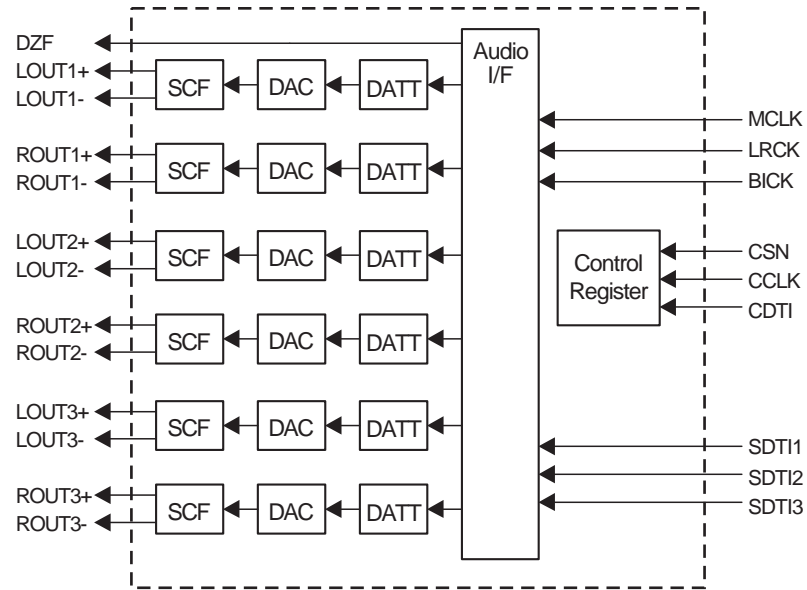 DZF
LOUT1+
LOUT1-
SCF
DAC
DATT
ROUT1+
ROUT1-
SCF
DAC
DATT
LOUT2+
LOUT2-
SCF
DAC
DATT
ROUT2+
ROUT2-
SCF
DAC
DATT
LOUT3+
LOUT3-
SCF
DAC
DATT
ROUT3+
ROUT3-
SCF
DAC
DATT
Audio
I/F
MCLK
LRCK
BICK
Control
Register
CSN
CCLK
CDTI
SDTI1
SDTI2
SDTI3